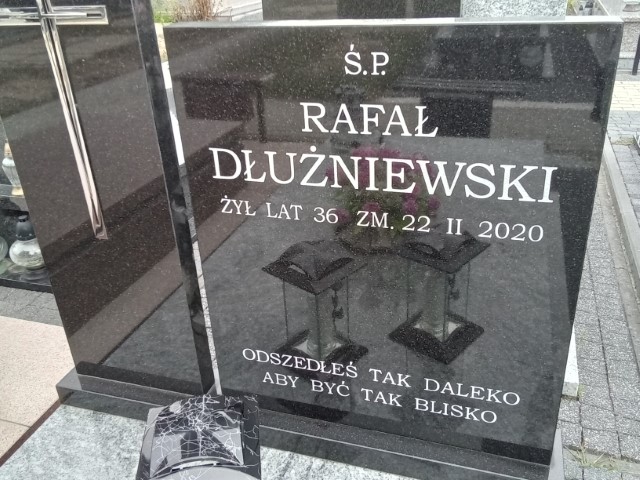 Ś.P.
RAFAŁ
DŁUŻNIEWSKI
ŻYŁ LAT 36 ZM. 22 II 2020
ODSZEDŁEŚ TAK DALEKO
ABY BYĆ TAK BLISKO